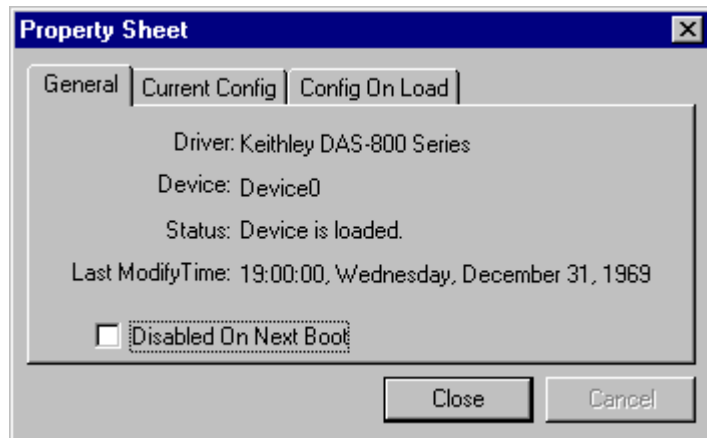 Property Sheet
General Current Config Config On Load
Driver: Keithley DAS-800 Series
Device: Device0
Status: Device is loaded.
Last ModifyTime: 19:00:00, Wednesday, December 31, 1969
Disabled On Next Boot
Close Cancel